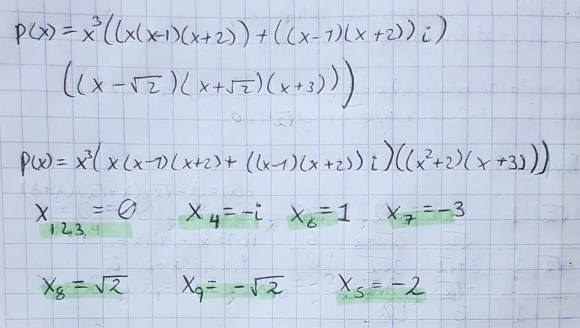 P(x) = x³((x(x-1)(x+2)) + ((x-1)(x+2))i)
((x-√2)(x+√2)(x+3)))
P(x) = x³(x(x-1)(x+2) + ((x-1)(x+2))i)((x²+2)(x+3)))
x₁,₂,₃ = 0 x₄ = -i x₆ = 1 x₇ = -3
x₈ = √2 x₉ = -√2 x₅ = -2